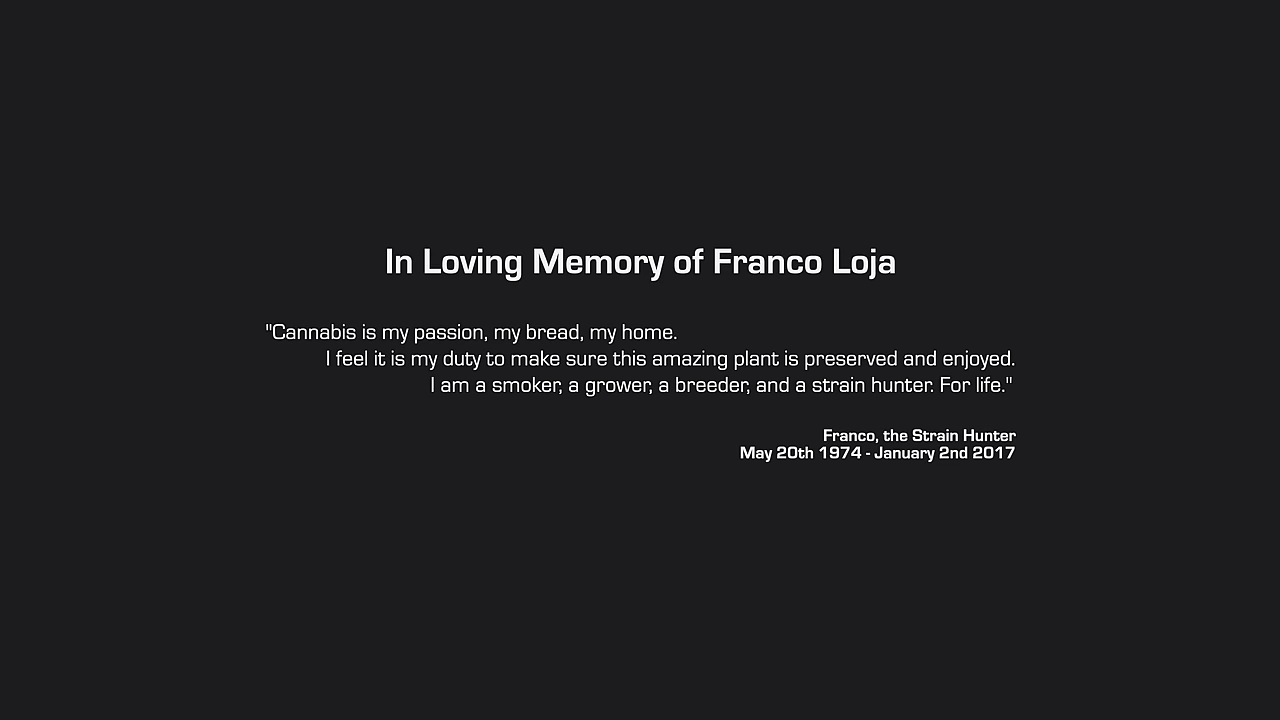 In Loving Memory of Franco Loja
"Cannabis is my passion, my bread, my home.
I feel it is my duty to make sure this amazing plant is preserved and enjoyed.
I am a smoker, a grower, a breeder, and a strain hunter. For life."
Franco, the Strain Hunter
May 20th 1974 - January 2nd 2017